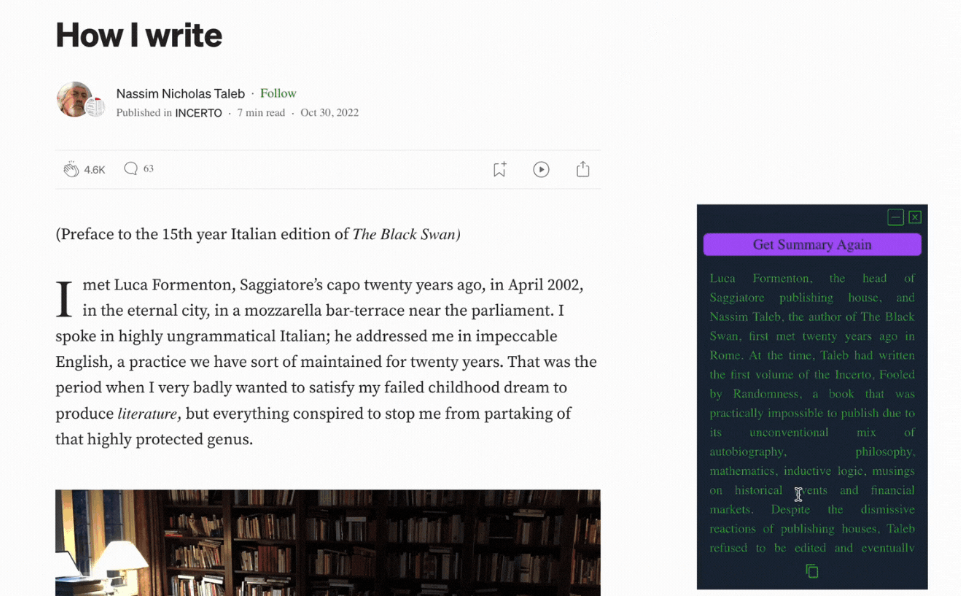 How I write
Nassim Nicholas Taleb · Follow
Published in INCERTO · 7 min read · Oct 30, 2022
4.6K 63
(Preface to the 15th year Italian edition of The Black Swan)
I met Luca Formenton, Saggiatore's capo twenty years ago, in April 2002,
in the eternal city, in a mozzarella bar-terrace near the parliament. I
spoke in highly ungrammatical Italian; he addressed me in impeccable
English, a practice we have sort of maintained for twenty years. That was the
period when I very badly wanted to satisfy my failed childhood dream to
produce literature, but everything conspired to stop me from partaking of
that highly protected genus.
Get Summary Again
Luca Formenton, the head of
Saggiatore publishing house, and
Nassim Taleb, the author of The Black
Swan, first met twenty years ago in
Rome. At the time, Taleb had written
the first volume of the Incerto, Fooled
by Randomness, a book that was
practically impossible to publish due to
its unconventional mix of
autobiography, philosophy,
mathematics, inductive logic, musings
on historical events and financial
markets. Despite the dismissive
reactions of publishing houses, Taleb
refused to be edited and eventually